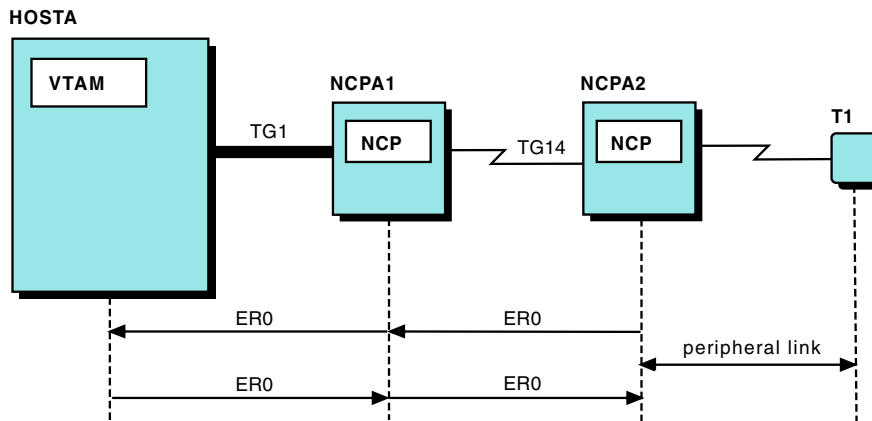 HOSTA
VTAM
NCPA1
NCPA2
T1
TG1
NCP
TG14
NCP
ER0
ER0
peripheral link
ER0
ER0